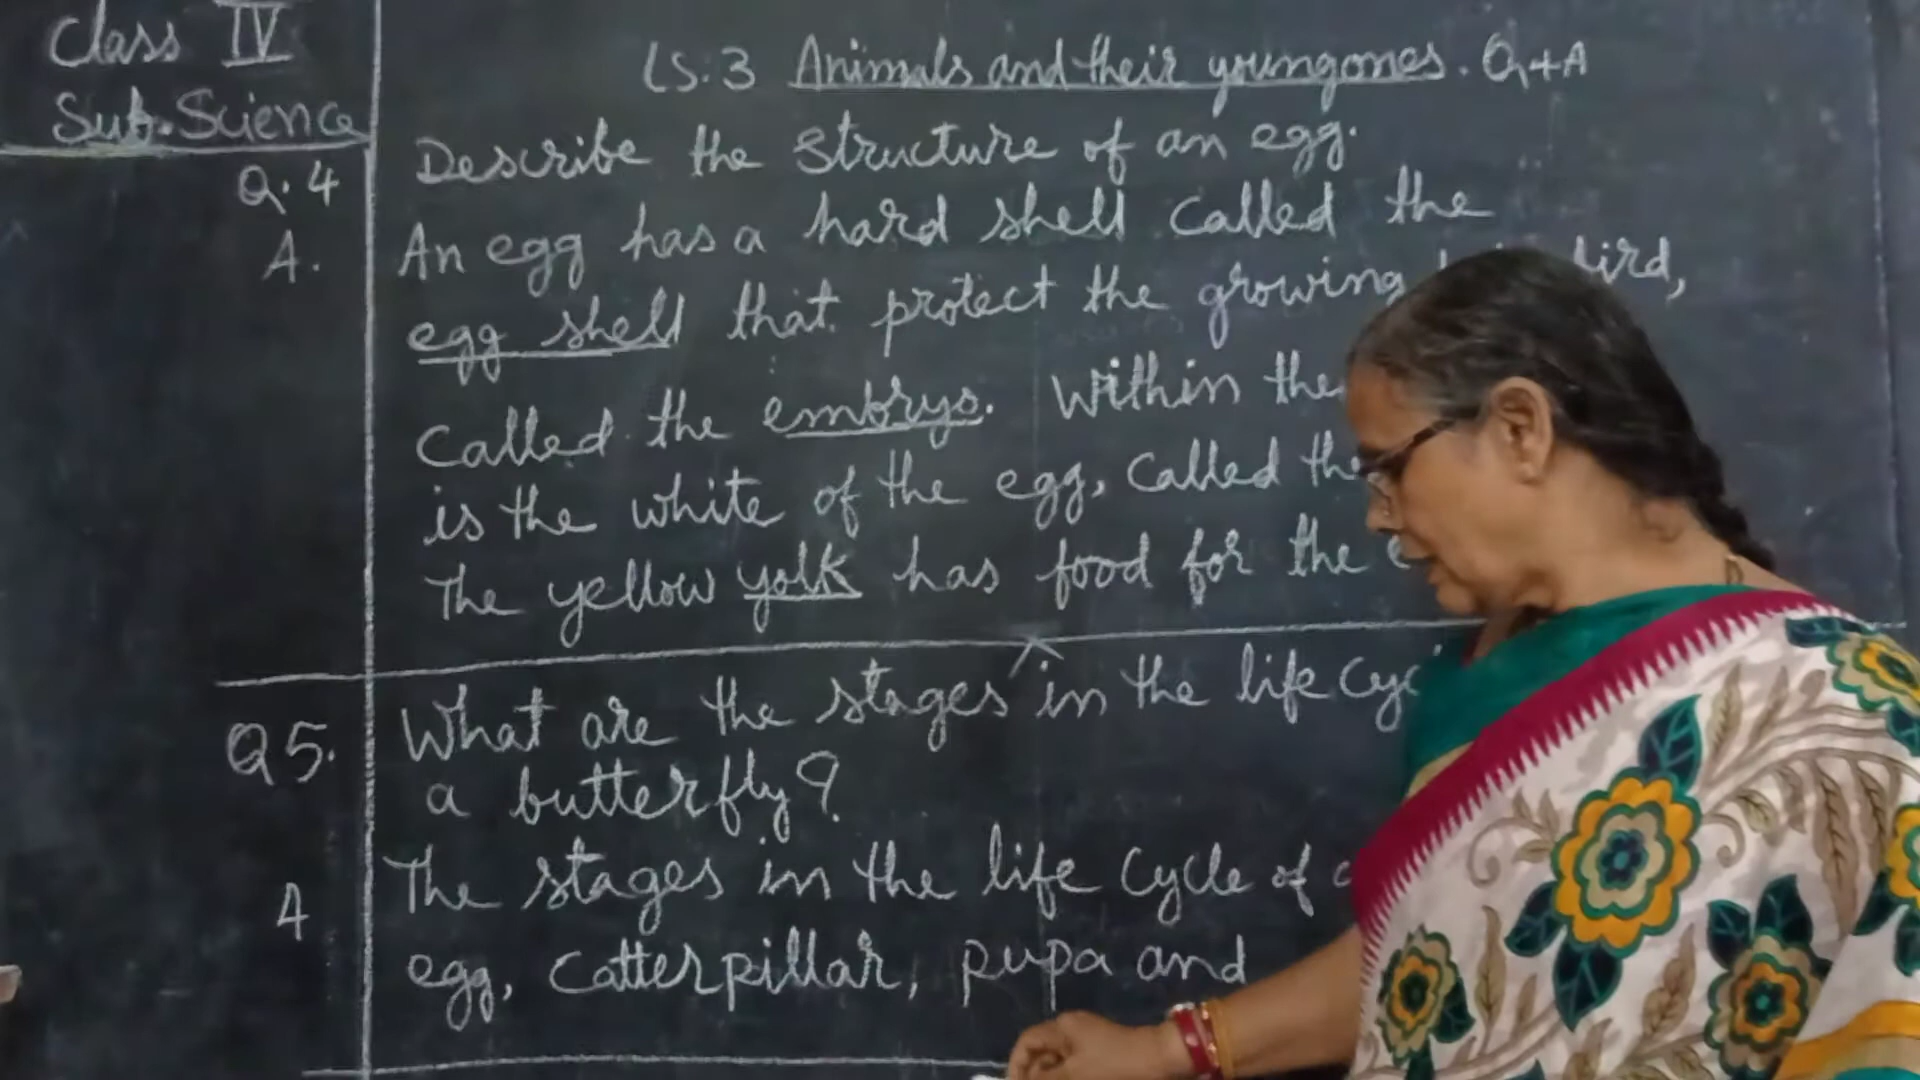 Class IV
Sub. Science
LS: 3 Animals and their youngones. Q+A
Q. 4 Describe the structure of an egg.
A. An egg has a hard shell called the
egg shell that protect the growing bird,
Called the embryo. Within the
is the white of the egg, called the
The yellow yolk has food for the
Q 5. What are the stages in the life
a butterfly?
A The stages in the life cycle of
egg, Catterpillar, pupa and